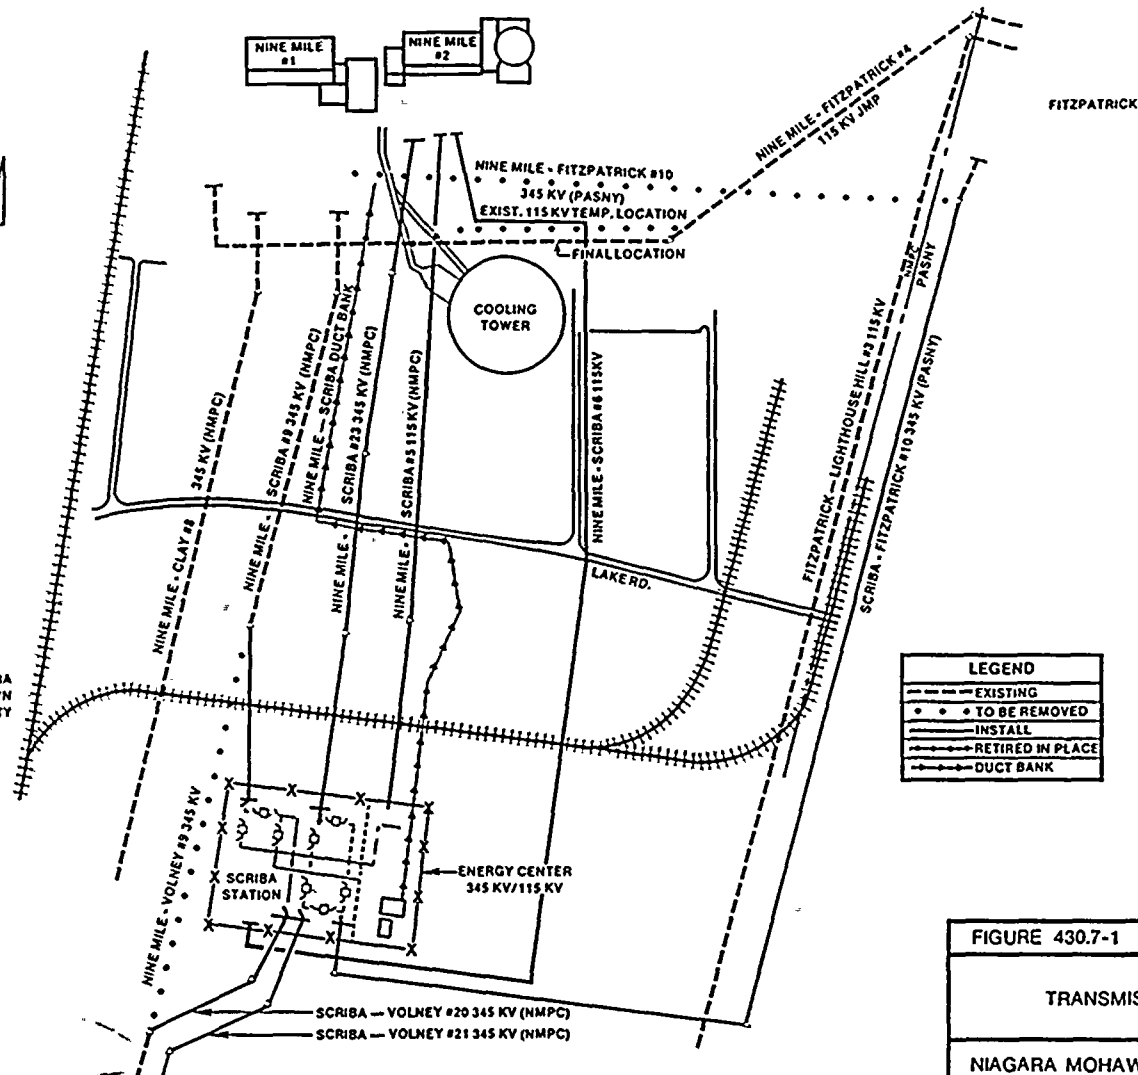 NINE MILE
#1
NINE MILE
#2
NINE MILE - FITZPATRICK #4
115 KV JMP
FITZPATRICK
NINE MILE - FITZPATRICK #10
345 KV (PASNY)
EXIST. 115 KV TEMP. LOCATION
FINAL LOCATION
COOLING
TOWER
NMPC
PASNY
345 KV (NMPC)
NINE MILE - CLAY #8
SCRIBA #9 345 KV (NMPC)
NINE MILE -
NINE MILE - SCRIBA DUCT BANK
SCRIBA #23 345 KV (NMPC)
NINE MILE -
SCRIBA #5 115 KV (NMPC)
NINE MILE -
NINE MILE - SCRIBA #6 115KV
FITZPATRICK - LIGHTHOUSE HILL #3 115 KV
SCRIBA - FITZPATRICK #10 345 KV (PASNY)
LAKE RD.
LEGEND
EXISTING
TO BE REMOVED
INSTALL
RETIRED IN PLACE
DUCT BANK
NINE MILE - VOLNEY #9 345 KV
SCRIBA
STATION
ENERGY CENTER
345 KV/115 KV
SCRIBA — VOLNEY #20 345 KV (NMPC)
SCRIBA — VOLNEY #21 345 KV (NMPC)
FIGURE 430.7-1
TRANSMIS
NIAGARA MOHAW